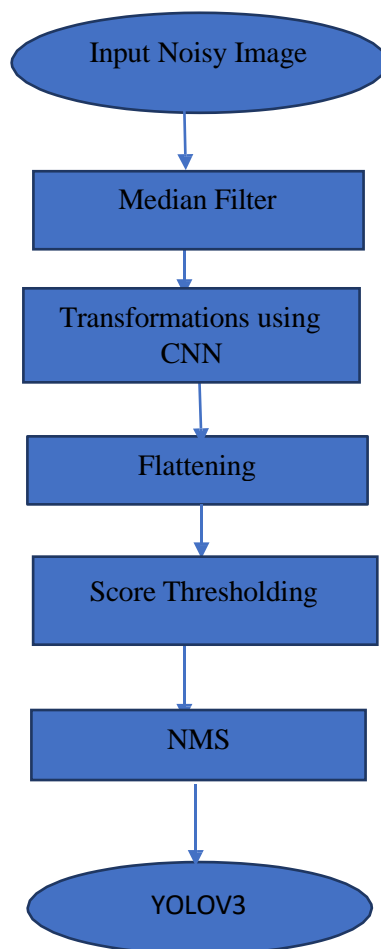 Input Noisy Image
Median Filter
Transformations using
CNN
Flattening
Score Thresholding
NMS
YOLOV3